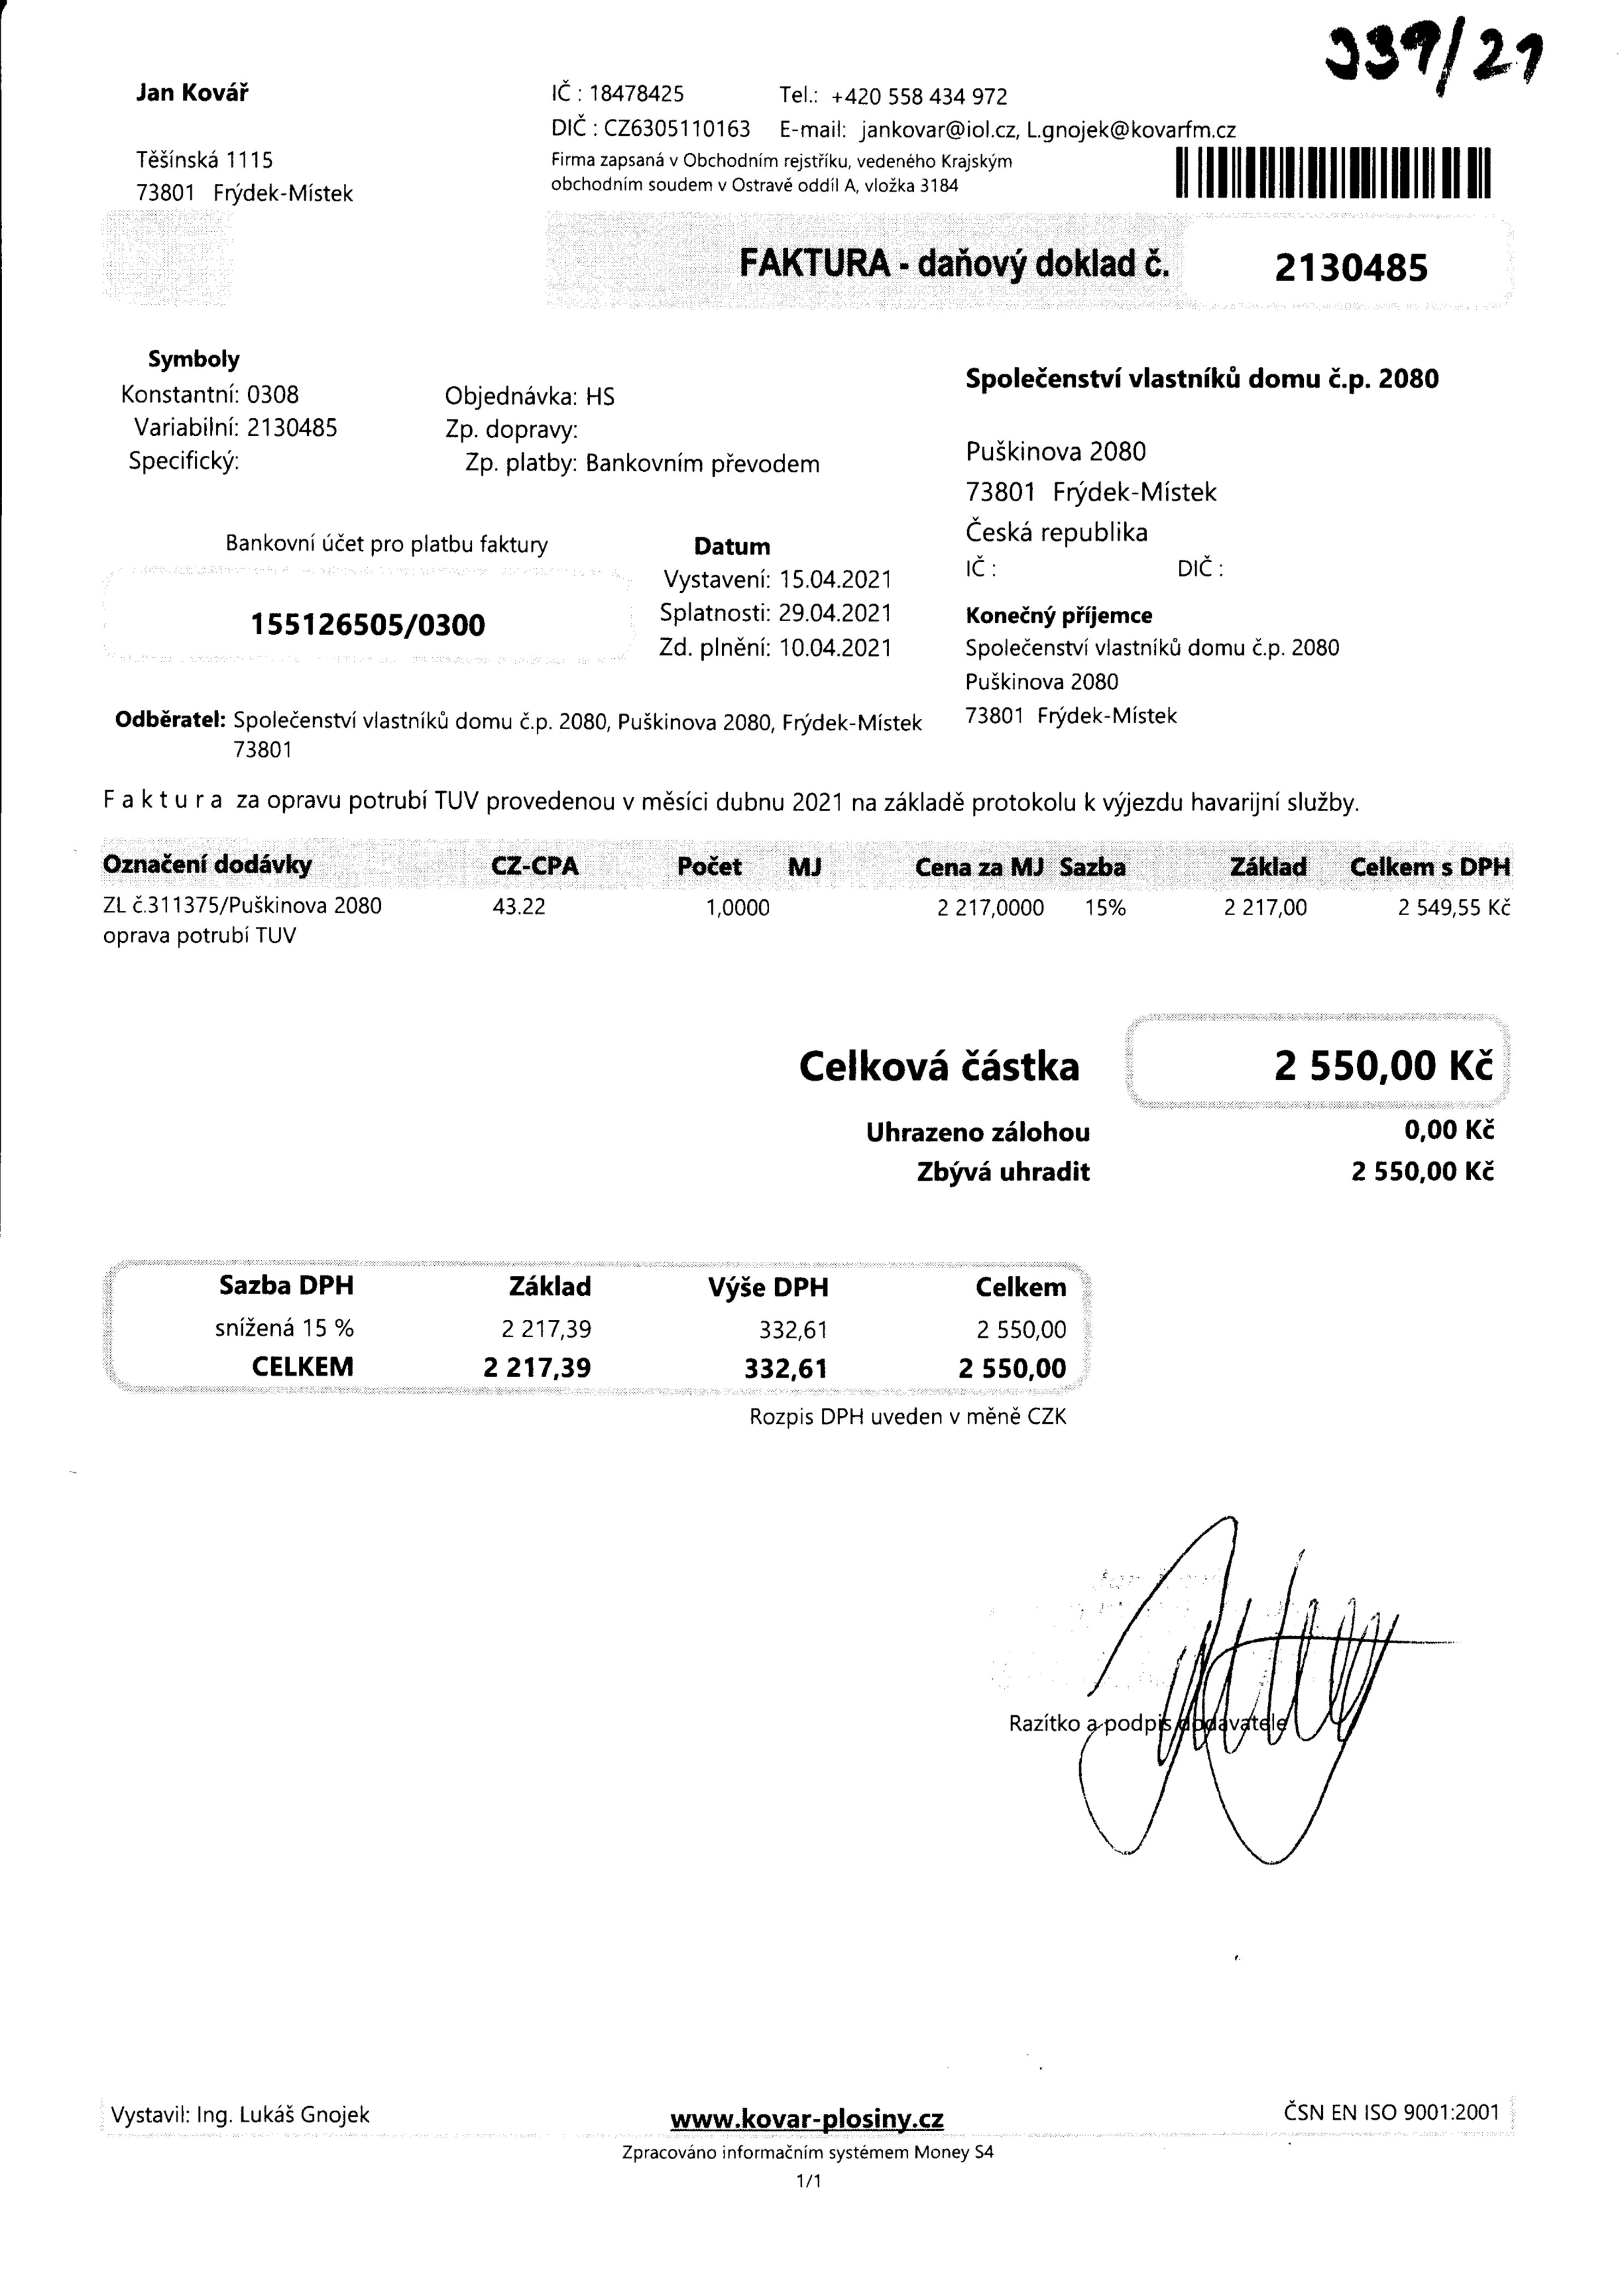 339/21
Jan Kovář
IČ : 18478425 Tel.: +420 558 434 972
DIČ : CZ6305110163 E-mail: jankovar@iol.cz, L.gnojek@kovarfm.cz
Těšínská 1115
73801 Frýdek-Místek
Firma zapsaná v Obchodním rejstříku, vedeného Krajským
obchodním soudem v Ostravě oddíl A, vložka 3184
FAKTURA - daňový doklad č. 2130485
Symboly
Konstantní: 0308
Variabilní: 2130485
Specifický:
Objednávka: HS
Zp. dopravy:
Zp. platby: Bankovním převodem
Společenství vlastníků domu č.p. 2080
Puškinova 2080
73801 Frýdek-Místek
Česká republika
IČ : DIČ :
Bankovní účet pro platbu faktury
155126505/0300
Datum
Vystavení: 15.04.2021
Splatnosti: 29.04.2021
Zd. plnění: 10.04.2021
Konečný příjemce
Společenství vlastníků domu č.p. 2080
Puškinova 2080
73801 Frýdek-Místek
Odběratel: Společenství vlastníků domu č.p. 2080, Puškinova 2080, Frýdek-Místek
73801
F a k t u r a za opravu potrubí TUV provedenou v měsíci dubnu 2021 na základě protokolu k výjezdu havarijní služby.
Označení dodávky CZ-CPA Počet MJ Cena za MJ Sazba Základ Celkem s DPH
ZL č.311375/Puškinova 2080 43.22 1,0000 2 217,0000 15% 2 217,00 2 549,55 Kč
oprava potrubí TUV
Celková částka 2 550,00 Kč
Uhrazeno zálohou 0,00 Kč
Zbývá uhradit 2 550,00 Kč
Sazba DPH Základ Výše DPH Celkem
snížená 15 % 2 217,39 332,61 2 550,00
CELKEM 2 217,39 332,61 2 550,00
Rozpis DPH uveden v měně CZK
Razítko a podpis dodavatele
Vystavil: Ing. Lukáš Gnojek
www.kovar-plosiny.cz
ČSN EN ISO 9001:2001
Zpracováno informačním systémem Money S4
1/1